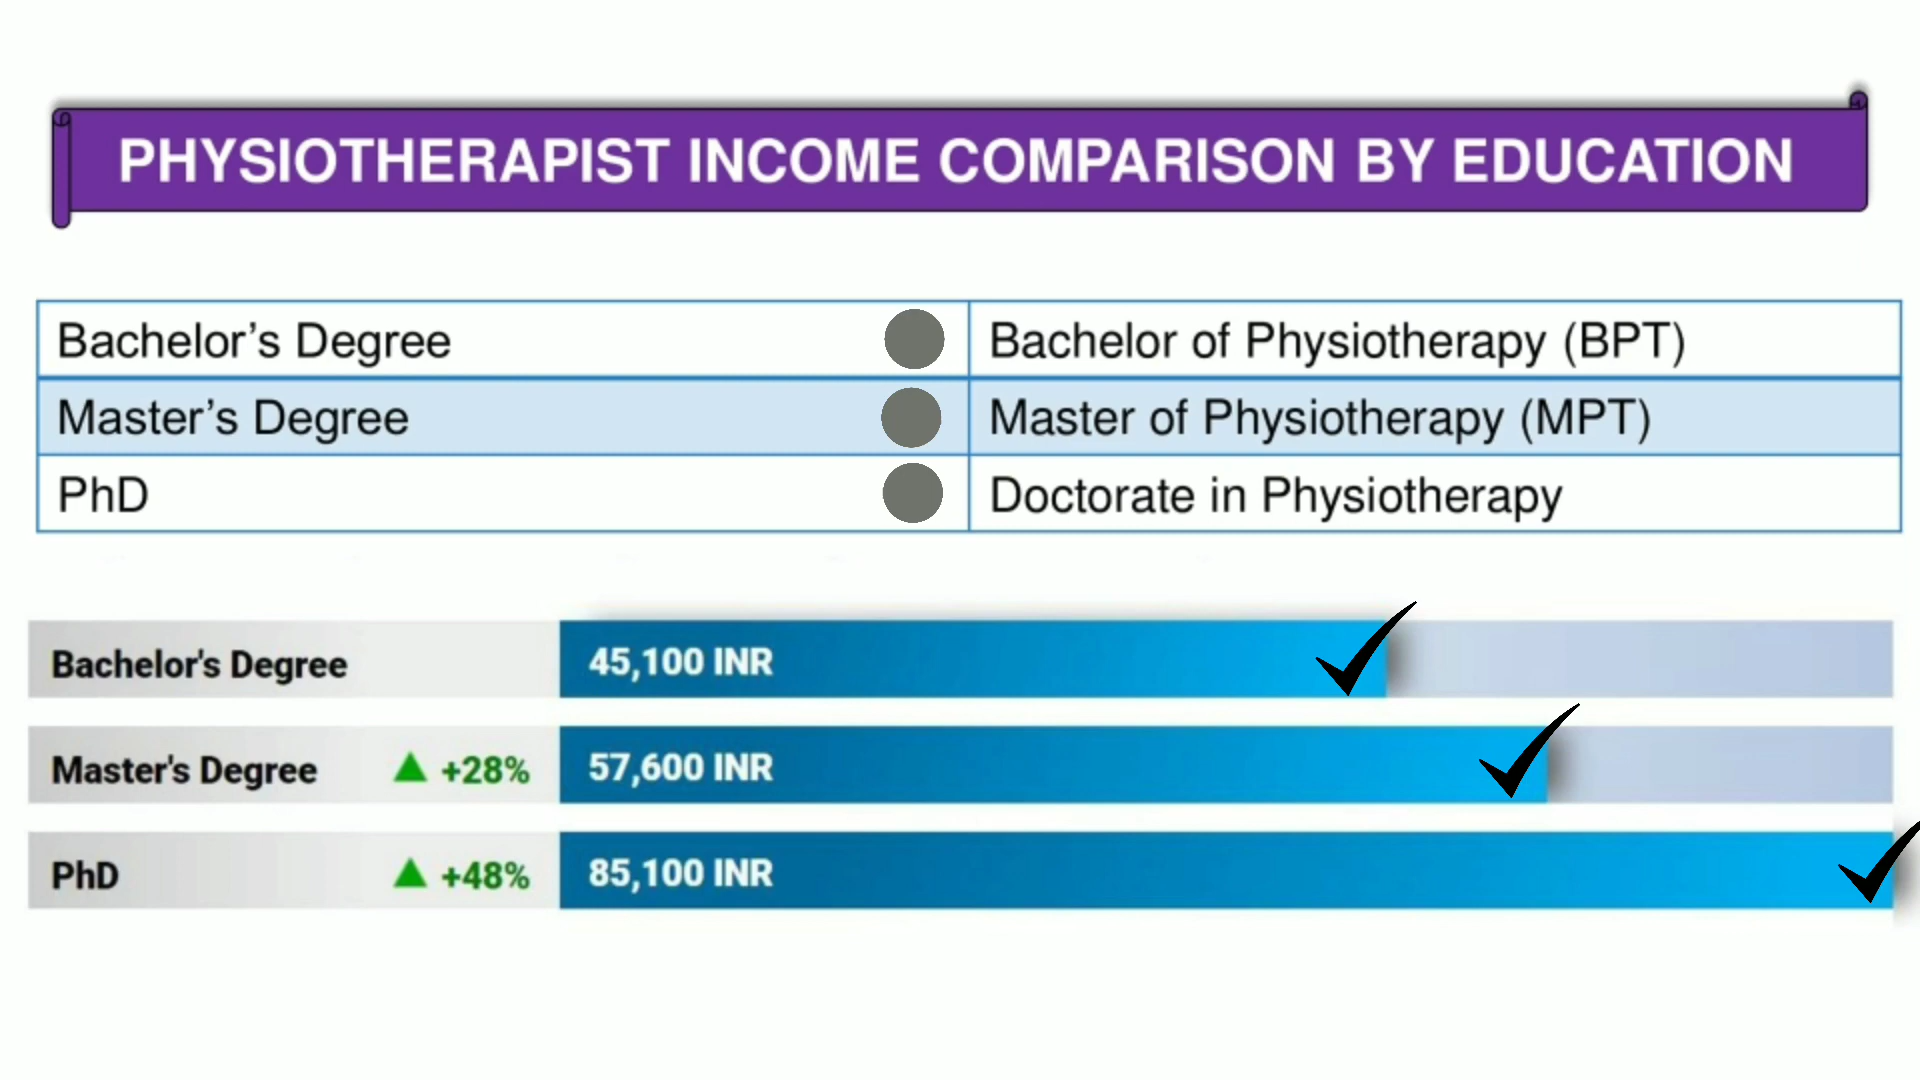 PHYSIOTHERAPIST INCOME COMPARISON BY EDUCATION
Bachelor’s Degree Bachelor of Physiotherapy (BPT)
Master’s Degree Master of Physiotherapy (MPT)
PhD Doctorate in Physiotherapy
Bachelor's Degree 45,100 INR
Master's Degree ▲ +28% 57,600 INR
PhD ▲ +48% 85,100 INR